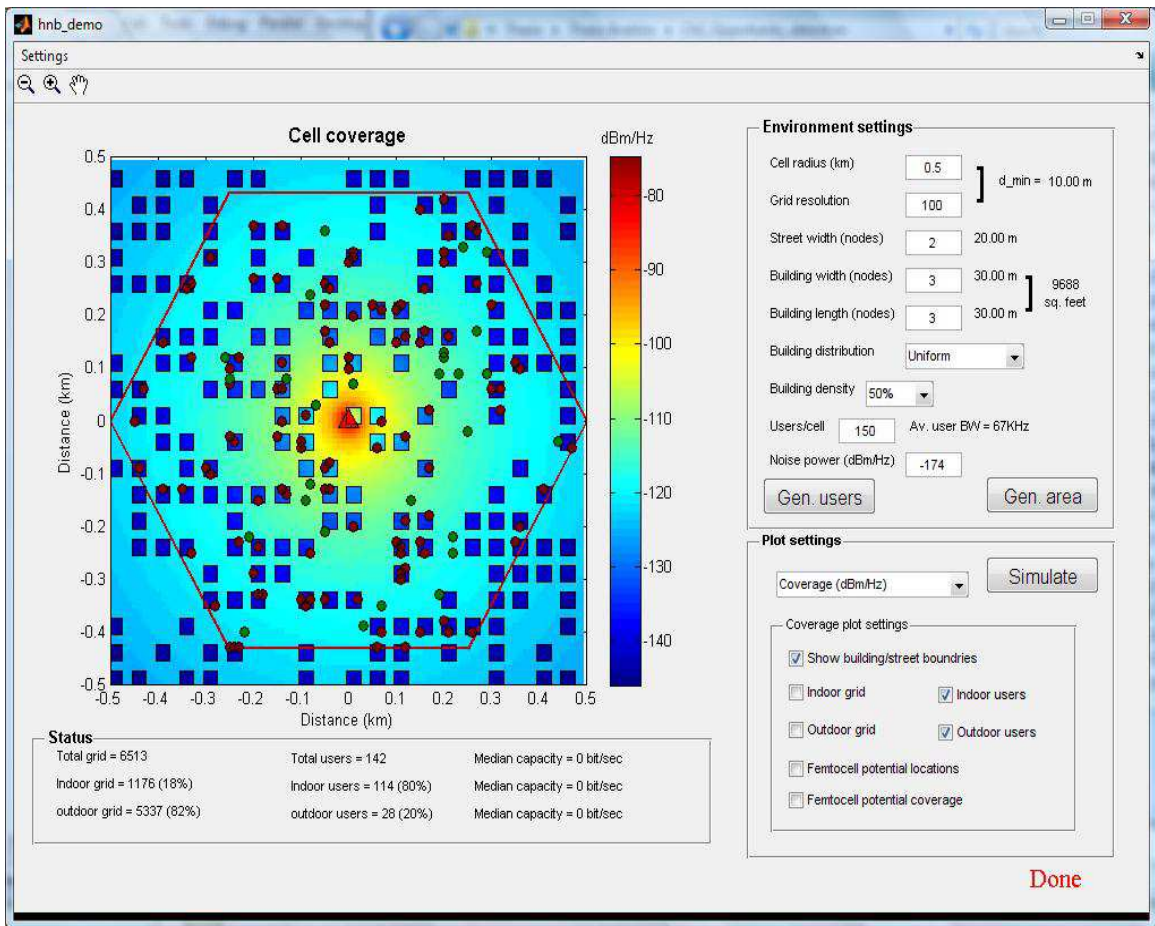 hnb_demo
Settings
Cell coverage
dBm/Hz
0.5
0.4
0.3
0.2
0.1
0
-0.1
-0.2
-0.3
-0.4
-0.5
Distance (km)
-0.5 -0.4 -0.3 -0.2 -0.1 0 0.1 0.2 0.3 0.4 0.5
Distance (km)
-80
-90
-100
-110
-120
-130
-140
Environment settings
Cell radius (km) 0.5
d_min = 10.00 m
Grid resolution 100
Street width (nodes) 2 20.00 m
Building width (nodes) 3 30.00 m
9688
sq. feet
Building length (nodes) 3 30.00 m
Building distribution Uniform
Building density 50%
Users/cell 150 Av. user BW = 67KHz
Noise power (dBm/Hz) -174
Gen. users Gen. area
Plot settings
Coverage (dBm/Hz) Simulate
Coverage plot settings
Show building/street boundries
Indoor grid Indoor users
Outdoor grid Outdoor users
Femtocell potential locations
Femtocell potential coverage
Status
Total grid = 6513 Total users = 142 Median capacity = 0 bit/sec
Indoor grid = 1176 (18%) Indoor users = 114 (80%) Median capacity = 0 bit/sec
outdoor grid = 5337 (82%) outdoor users = 28 (20%) Median capacity = 0 bit/sec
Done